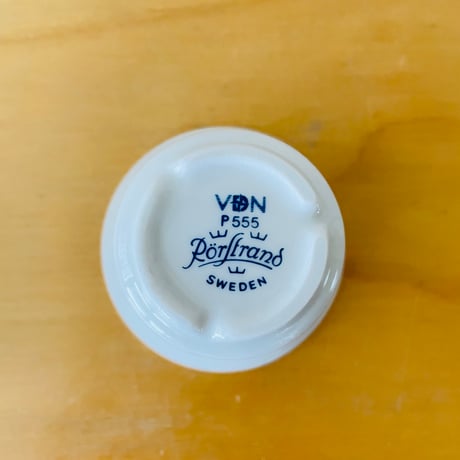 VDN
P555
Rörstrand
SWEDEN